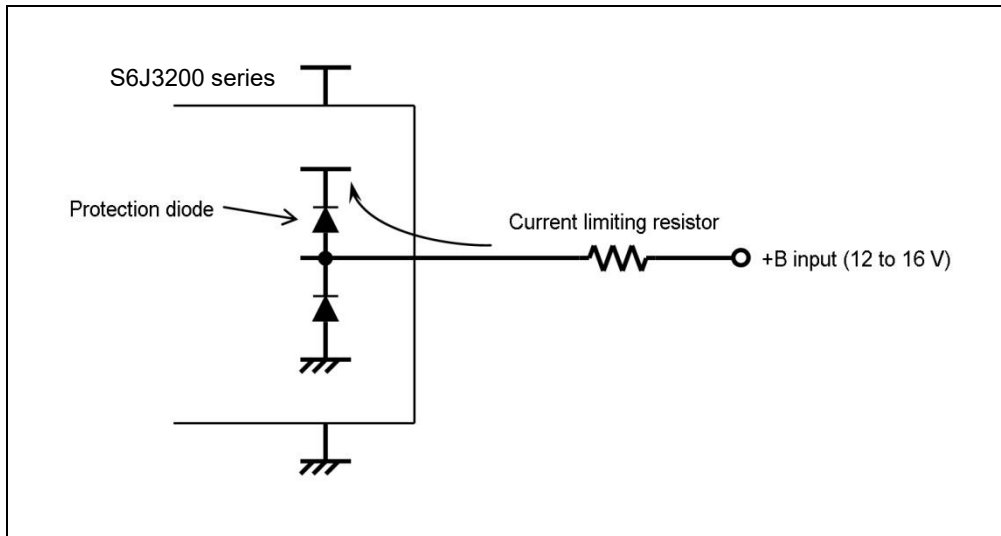 S6J3200 series
Protection diode
Current limiting resistor
+B input (12 to 16 V)